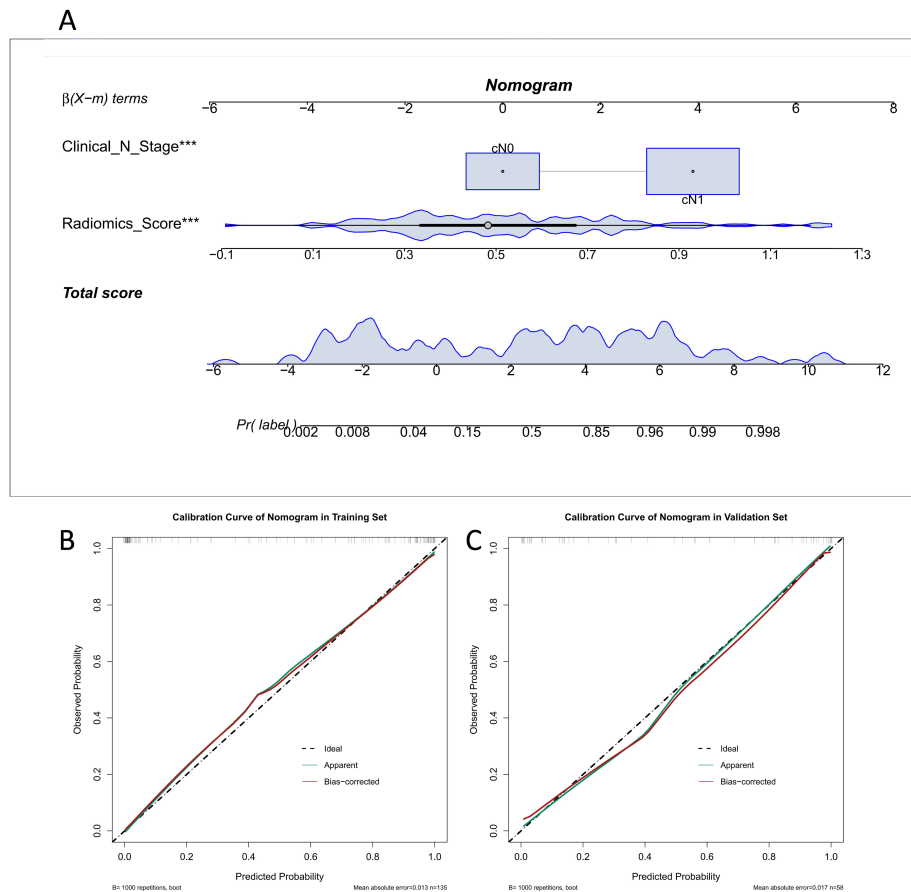 A
Nomogram
β(X−m) terms
−6 −4 −2 0 2 4 6 8
Clinical_N_Stage***
cN0
cN1
Radiomics_Score***
−0.1 0.1 0.3 0.5 0.7 0.9 1.1 1.3
Total score
−6 −4 −2 0 2 4 6 8 10 12
Pr( label )
0.002 0.008 0.04 0.15 0.5 0.85 0.96 0.99 0.998
B
Calibration Curve of Nomogram in Training Set
Observed Probability
1.0
0.8
0.6
0.4
0.2
0.0
Ideal
Apparent
Bias−corrected
0.0 0.2 0.4 0.6 0.8 1.0
Predicted Probability
B= 1000 repetitions, boot
Mean absolute error=0.013 n=135
C
Calibration Curve of Nomogram in Validation Set
Observed Probability
1.0
0.8
0.6
0.4
0.2
0.0
Ideal
Apparent
Bias−corrected
0.0 0.2 0.4 0.6 0.8 1.0
Predicted Probability
B= 1000 repetitions, boot
Mean absolute error=0.017 n=58